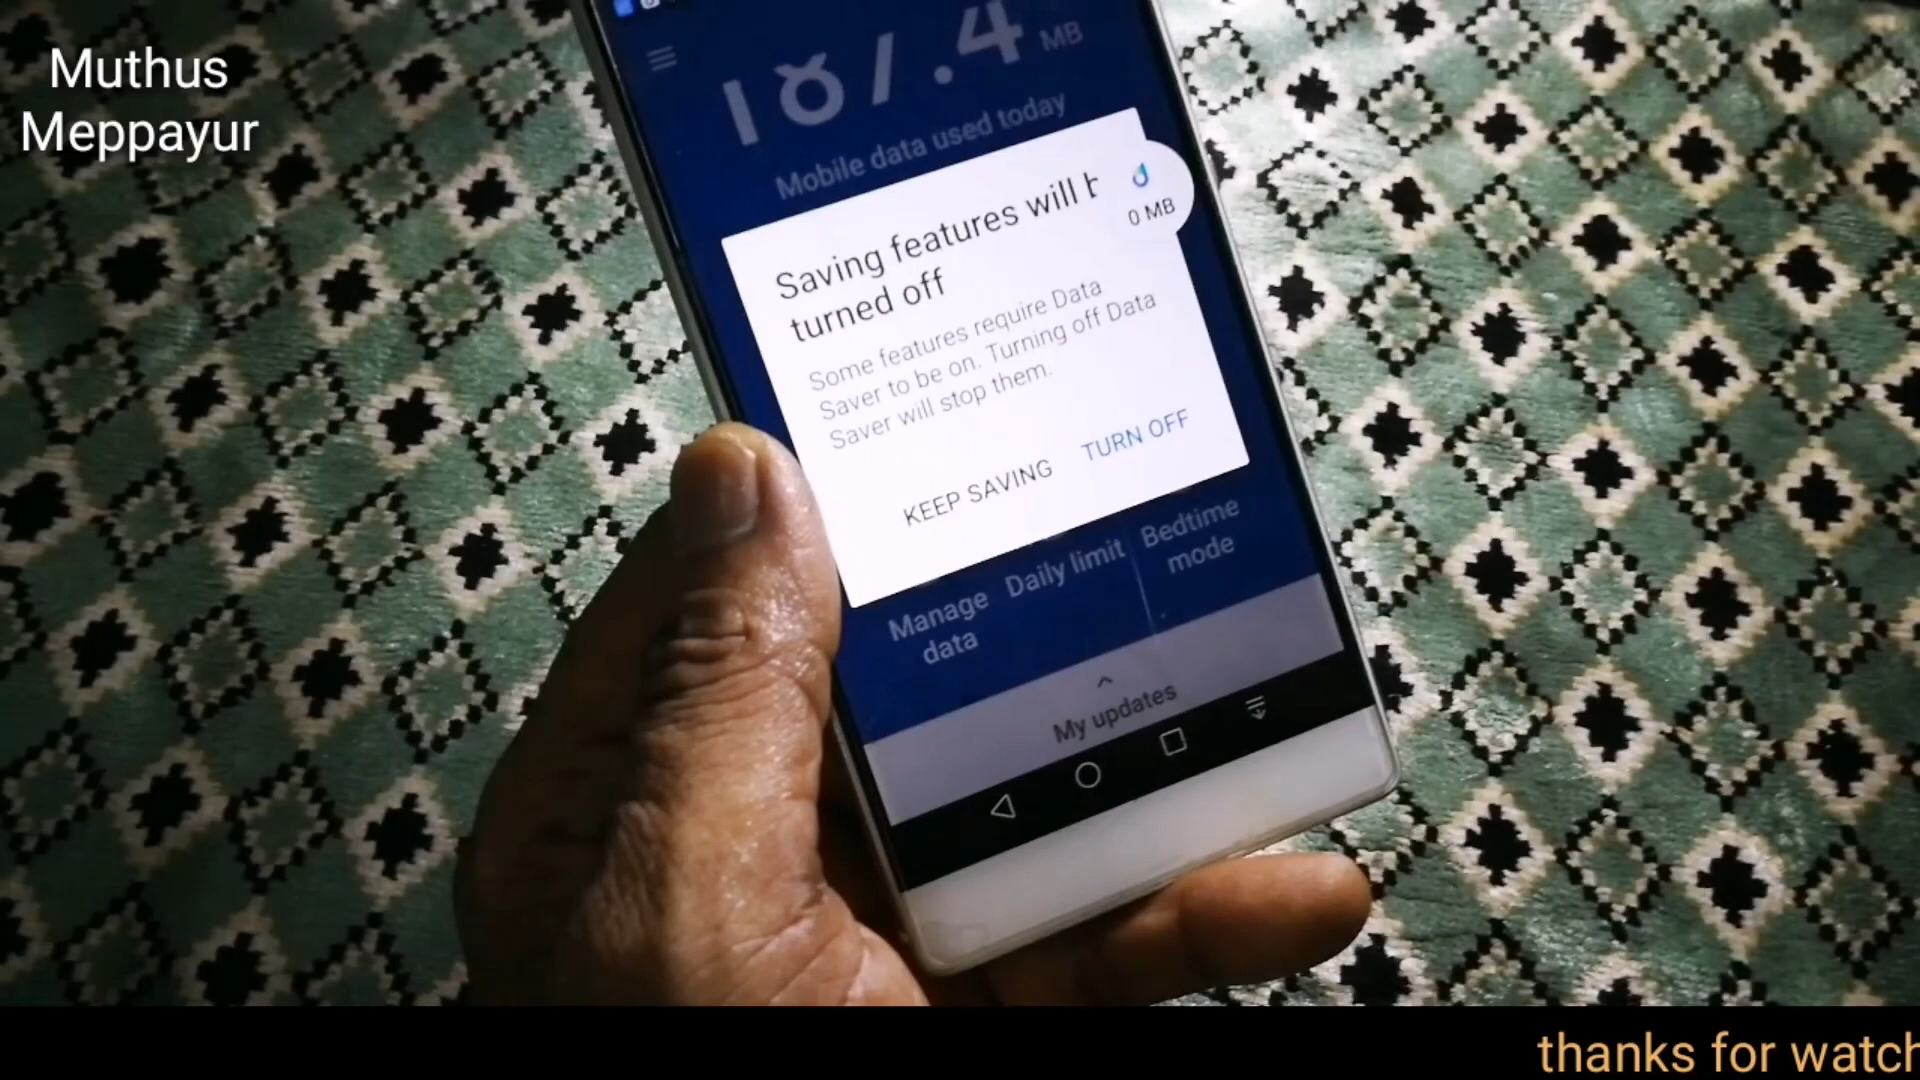 Muthus
Meppayur
MB
Mobile data used today
Saving features will
turned off
0 MB
Some features require Data
Saver to be on. Turning off Data
Saver will stop them.
KEEP SAVING
TURN OFF
Manage
data
Daily limit
Bedtime
mode
My updates
thanks for watch